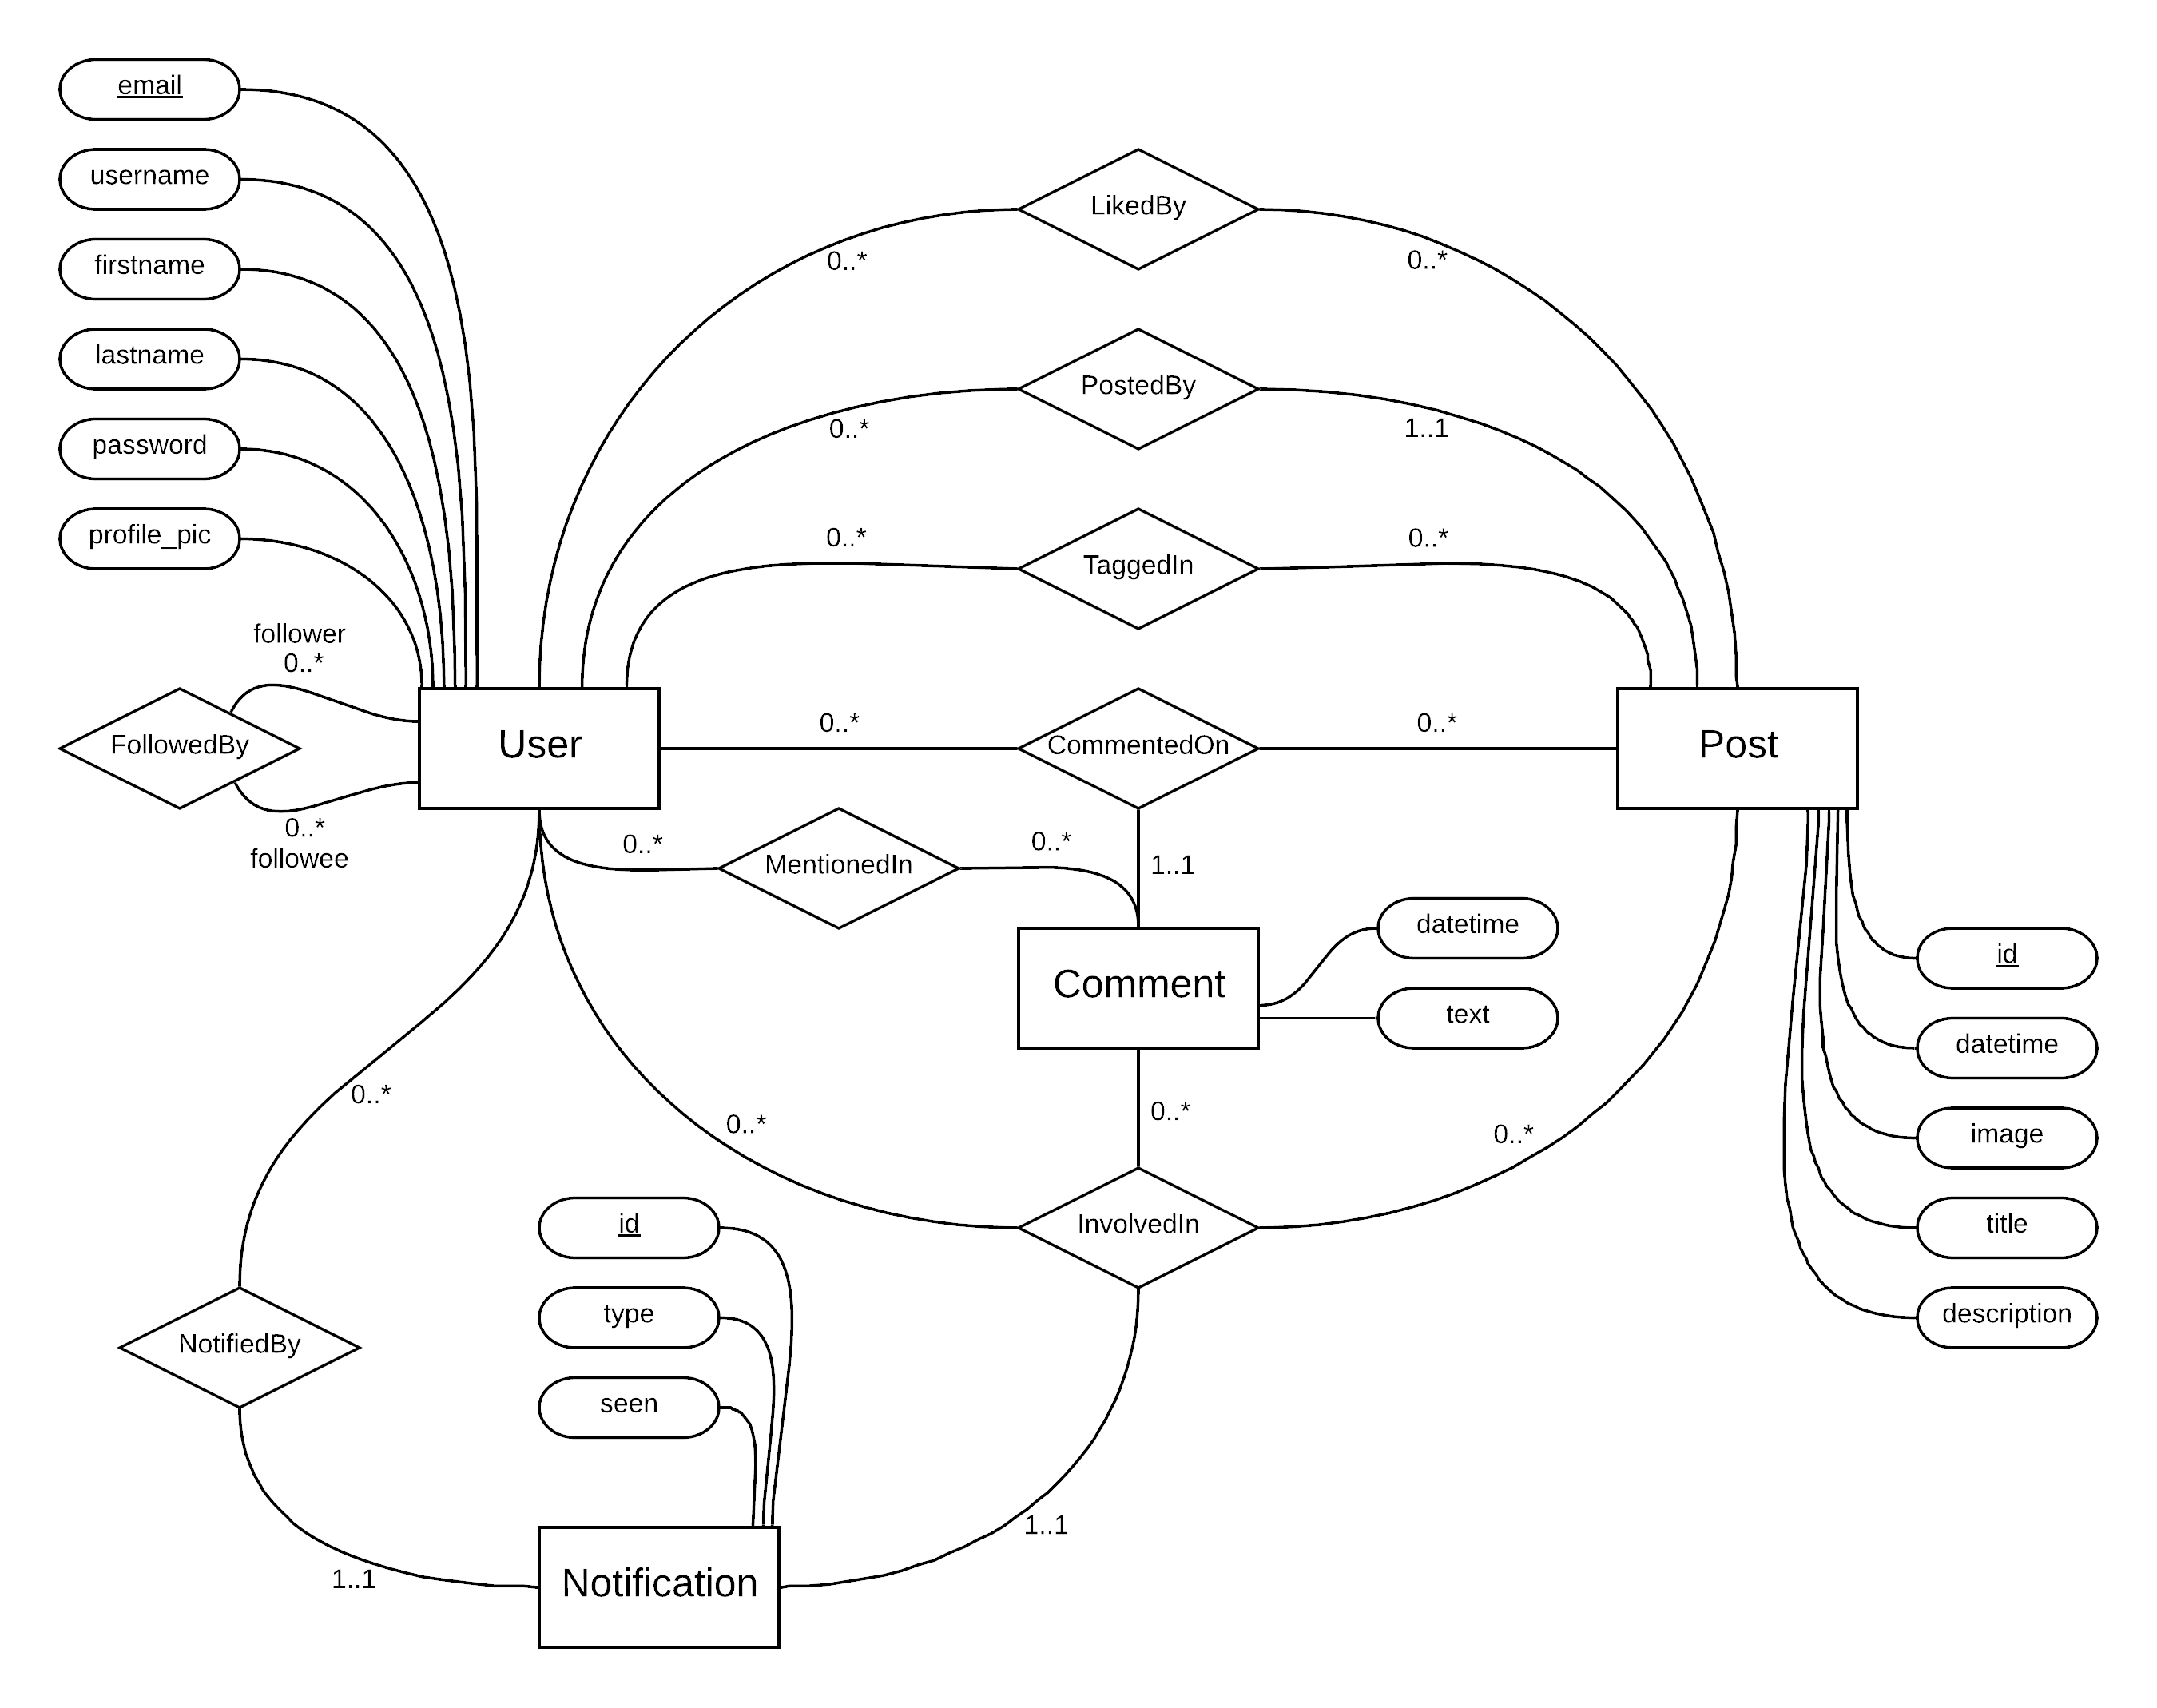 email
username
firstname
lastname
password
profile_pic
LikedBy
0..*
0..*
PostedBy
0..*
1..1
TaggedIn
0..*
0..*
follower
0..*
FollowedBy
0..*
followee
User
0..*
CommentedOn
0..*
Post
0..*
MentionedIn
0..*
1..1
Comment
datetime
text
id
datetime
image
title
description
0..*
0..*
0..*
0..*
InvolvedIn
id
type
seen
NotifiedBy
1..1
1..1
Notification